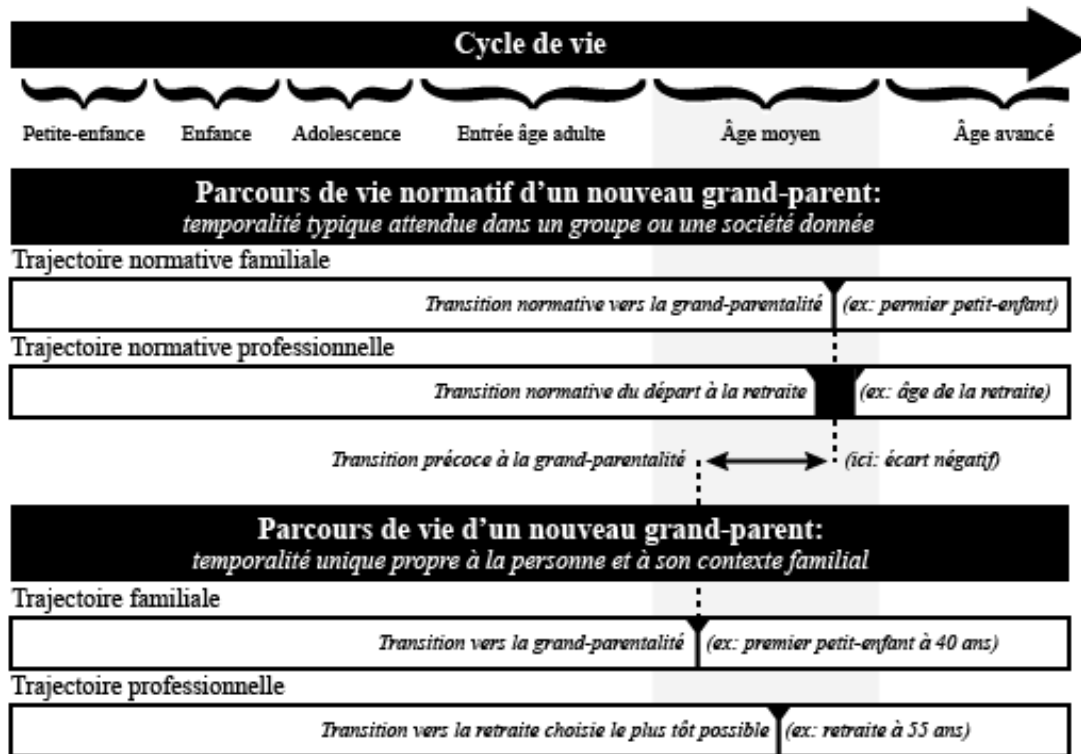 Cycle de vie
Petite-enfance Enfance Adolescence Entrée âge adulte Âge moyen Âge avancé
Parcours de vie normatif d'un nouveau grand-parent:
temporalité typique attendue dans un groupe ou une société donnée
Trajectoire normative familiale
Transition normative vers la grand-parentalité (ex: permier petit-enfant)
Trajectoire normative professionnelle
Transition normative du départ à la retraite (ex: âge de la retraite)
Transition précoce à la grand-parentalité (ici: écart négatif)
Parcours de vie d'un nouveau grand-parent:
temporalité unique propre à la personne et à son contexte familial
Trajectoire familiale
Transition vers la grand-parentalité (ex: premier petit-enfant à 40 ans)
Trajectoire professionnelle
Transition vers la retraite choisie le plus tôt possible (ex: retraite à 55 ans)